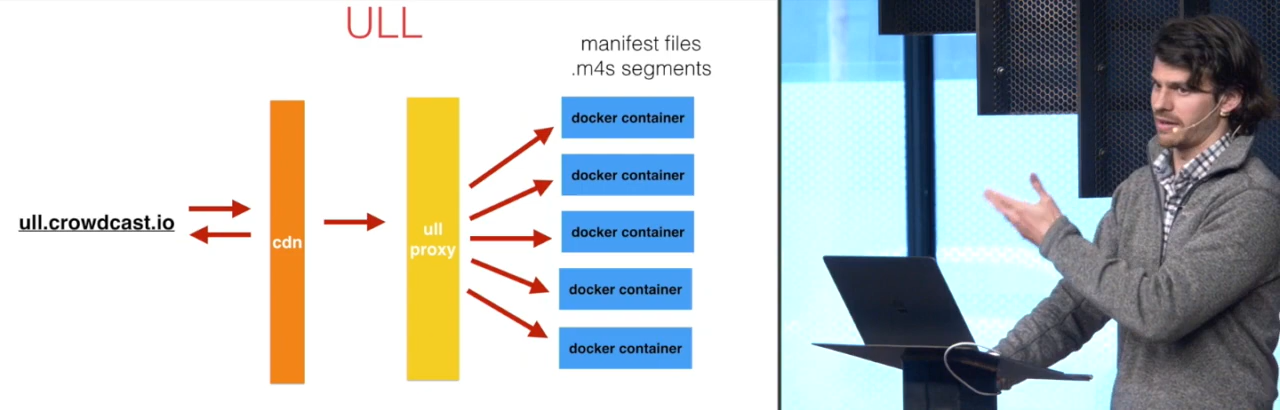 ULL
manifest files
.m4s segments
ull.crowdcast.io
cdn
ull
proxy
docker container
docker container
docker container
docker container
docker container